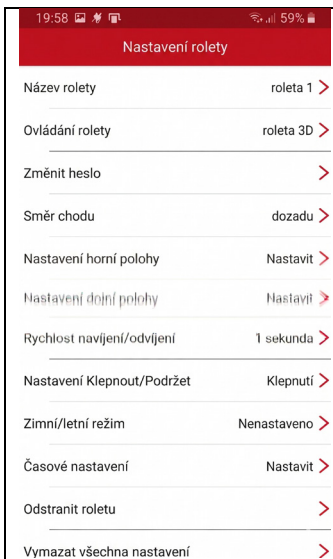 19:58 59%
Nastavení rolety
Název rolety roleta 1
Ovládání rolety roleta 3D
Změnit heslo
Směr chodu dozadu
Nastavení horní polohy Nastavit
Nastavení dolní polohy Nastavit
Rychlost navíjení/odvíjení 1 sekunda
Nastavení Klepnout/Podržet Klepnutí
Zimní/letní režim Nenastaveno
Časové nastavení Nastavit
Odstranit roletu
Vymazat všechna nastavení